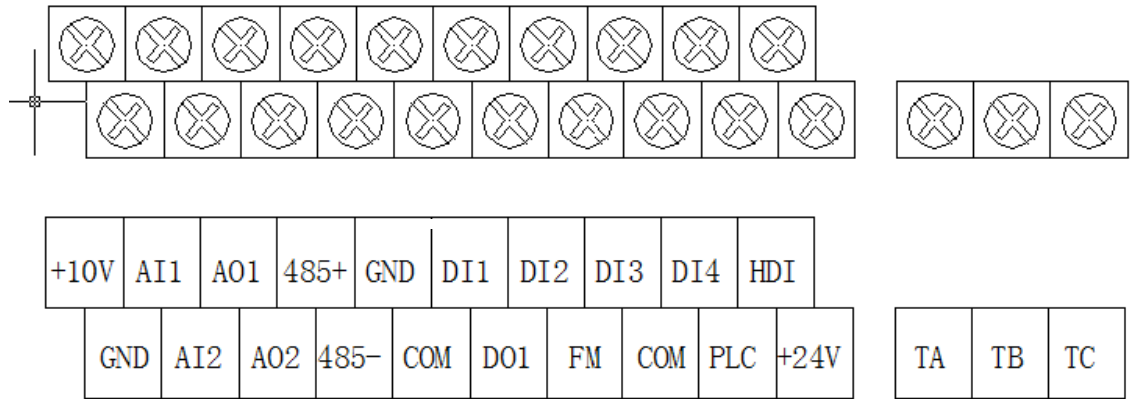 +10V AI1 AO1 485+ GND DI1 DI2 DI3 DI4 HDI
GND AI2 AO2 485- COM DO1 FM COM PLC +24V TA TB TC